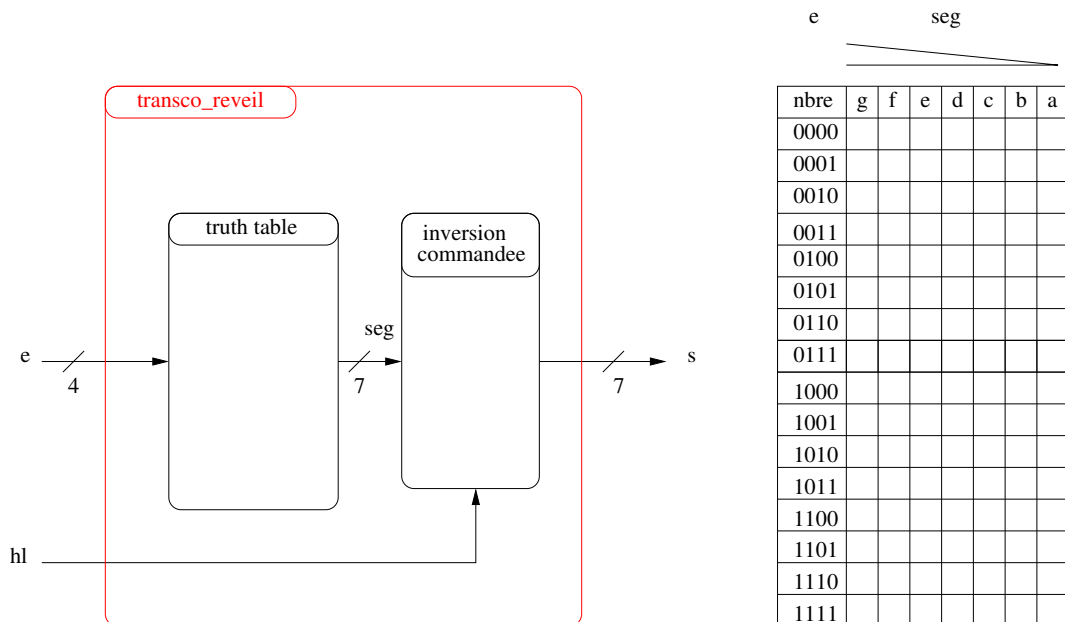 e seg
transco_reveil
nbre g f e d c b a
0000
0001
0010
0011
0100
0101
0110
0111
1000
1001
1010
1011
1100
1101
1110
1111
truth table
inversion
commandee
seg
e
4
7
7
s
hl